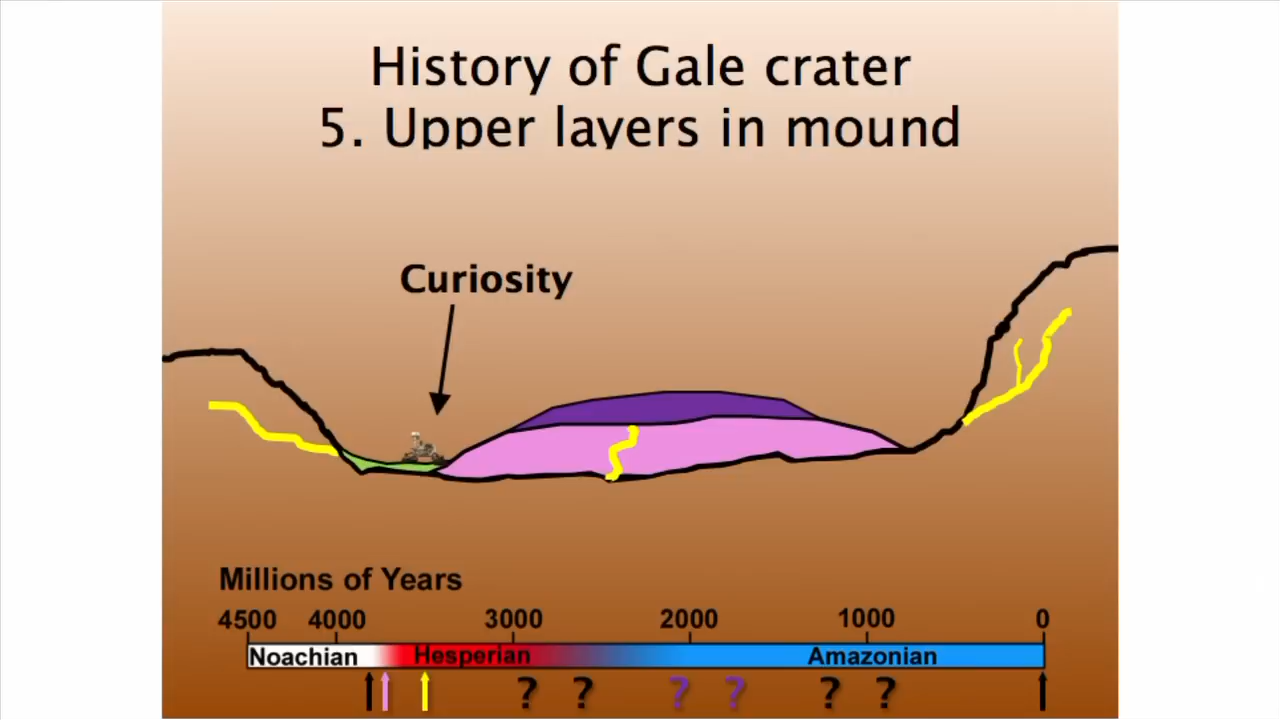 History of Gale crater
5. Upper layers in mound
Curiosity
Millions of Years
4500 4000 3000 2000 1000 0
Noachian Hesperian Amazonian
? ? ? ? ? ?